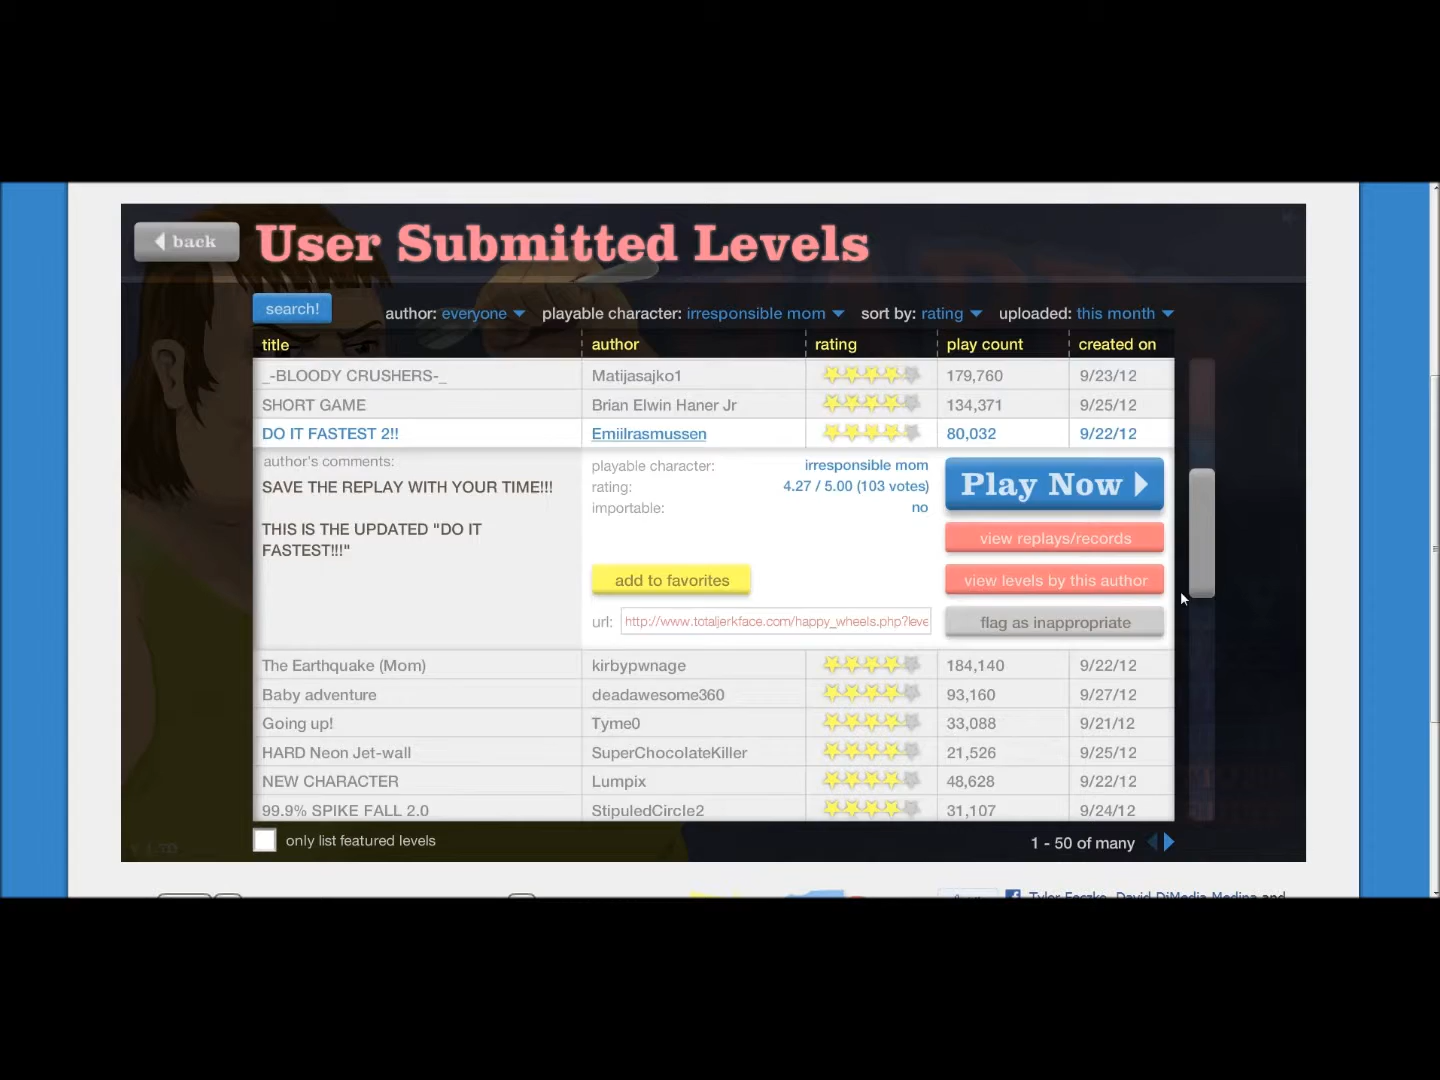 back
User Submitted Levels
search!
author: everyone playable character: irresponsible mom sort by: rating uploaded: this month
title author rating play count created on
_-BLOODY CRUSHERS-_ Matijasajko1 179,760 9/23/12
SHORT GAME Brian Elwin Haner Jr 134,371 9/25/12
DO IT FASTEST 2!! Emiilrasmussen 80,032 9/22/12
author's comments:
SAVE THE REPLAY WITH YOUR TIME!!!
THIS IS THE UPDATED "DO IT
FASTEST!!!"
playable character: irresponsible mom
rating: 4.27 / 5.00 (103 votes)
importable: no
add to favorites
url: http://www.totaljerkface.com/happy_wheels.php?leve
Play Now
view replays/records
view levels by this author
flag as inappropriate
The Earthquake (Mom) kirbypwnage 184,140 9/22/12
Baby adventure deadawesome360 93,160 9/27/12
Going up! Tyme0 33,088 9/21/12
HARD Neon Jet-wall SuperChocolateKiller 21,526 9/25/12
NEW CHARACTER Lumpix 48,628 9/22/12
99.9% SPIKE FALL 2.0 StipuledCircle2 31,107 9/24/12
only list featured levels
1 - 50 of many
Tyler Feczko, David DiMedia Medina and